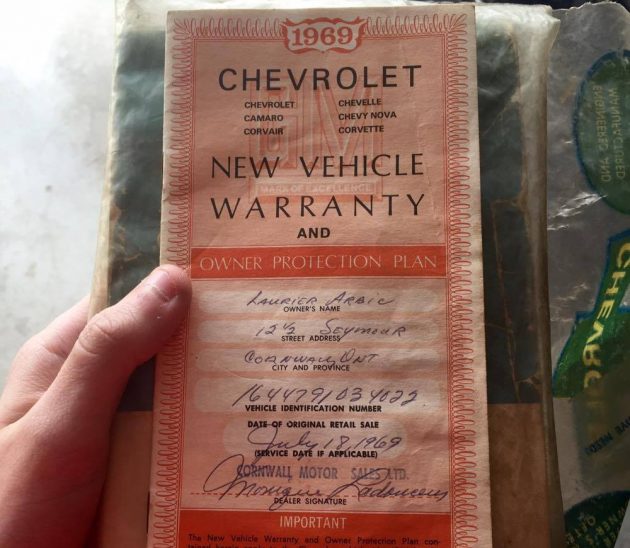 1969
CHEVROLET
CHEVROLET CHEVELLE
CAMARO CHEVY NOVA
CORVAIR CORVETTE
GM
MARK OF EXCELLENCE
NEW VEHICLE
WARRANTY
AND
OWNER PROTECTION PLAN
Laurier Arbic
OWNER'S NAME
12½ Seymour
STREET ADDRESS
Cornwall, Ont
CITY AND PROVINCE
VEHICLE IDENTIFICATION NUMBER
DATE OF ORIGINAL RETAIL SALE
July 18, 1969
(SERVICE DATE IF APPLICABLE)
CORNWALL MOTOR SALES LTD.
DEALER SIGNATURE
IMPORTANT
The New Vehicle Warranty and Owner Protection Plan con-